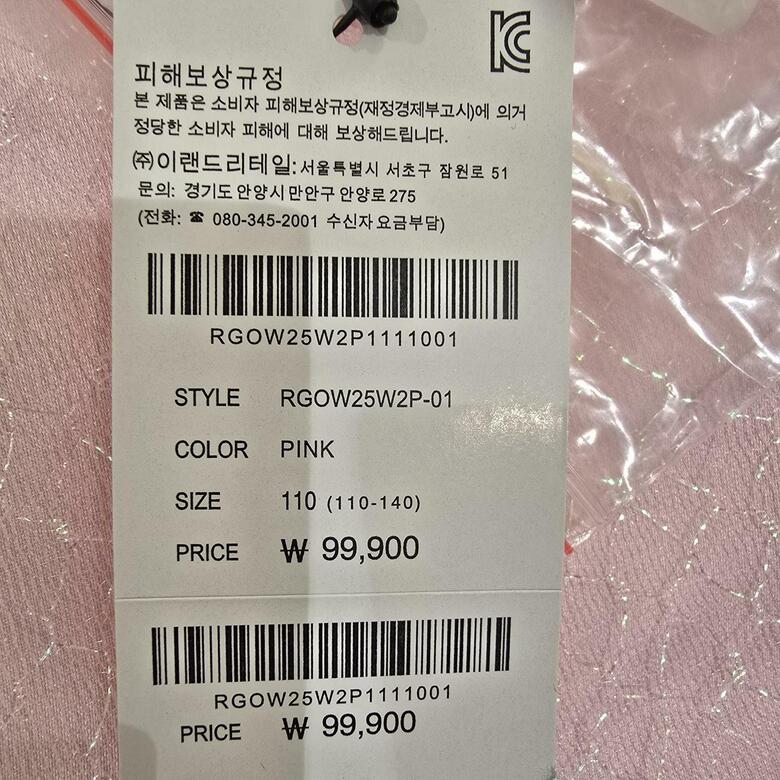 피해보상규정
본 제품은 소비자 피해보상규정(재정경제부고시)에 의거
정당한 소비자 피해에 대해 보상해드립니다.
㈜이랜드리테일: 서울특별시 서초구 잠원로 51
문의: 경기도 안양시 만안구 안양로 275
(전화: ☎ 080-345-2001 수신자 요금부담)
RGOW25W2P1111001
STYLE RGOW25W2P-01
COLOR PINK
SIZE 110 (110-140)
PRICE ₩ 99,900
RGOW25W2P1111001
PRICE ₩ 99,900